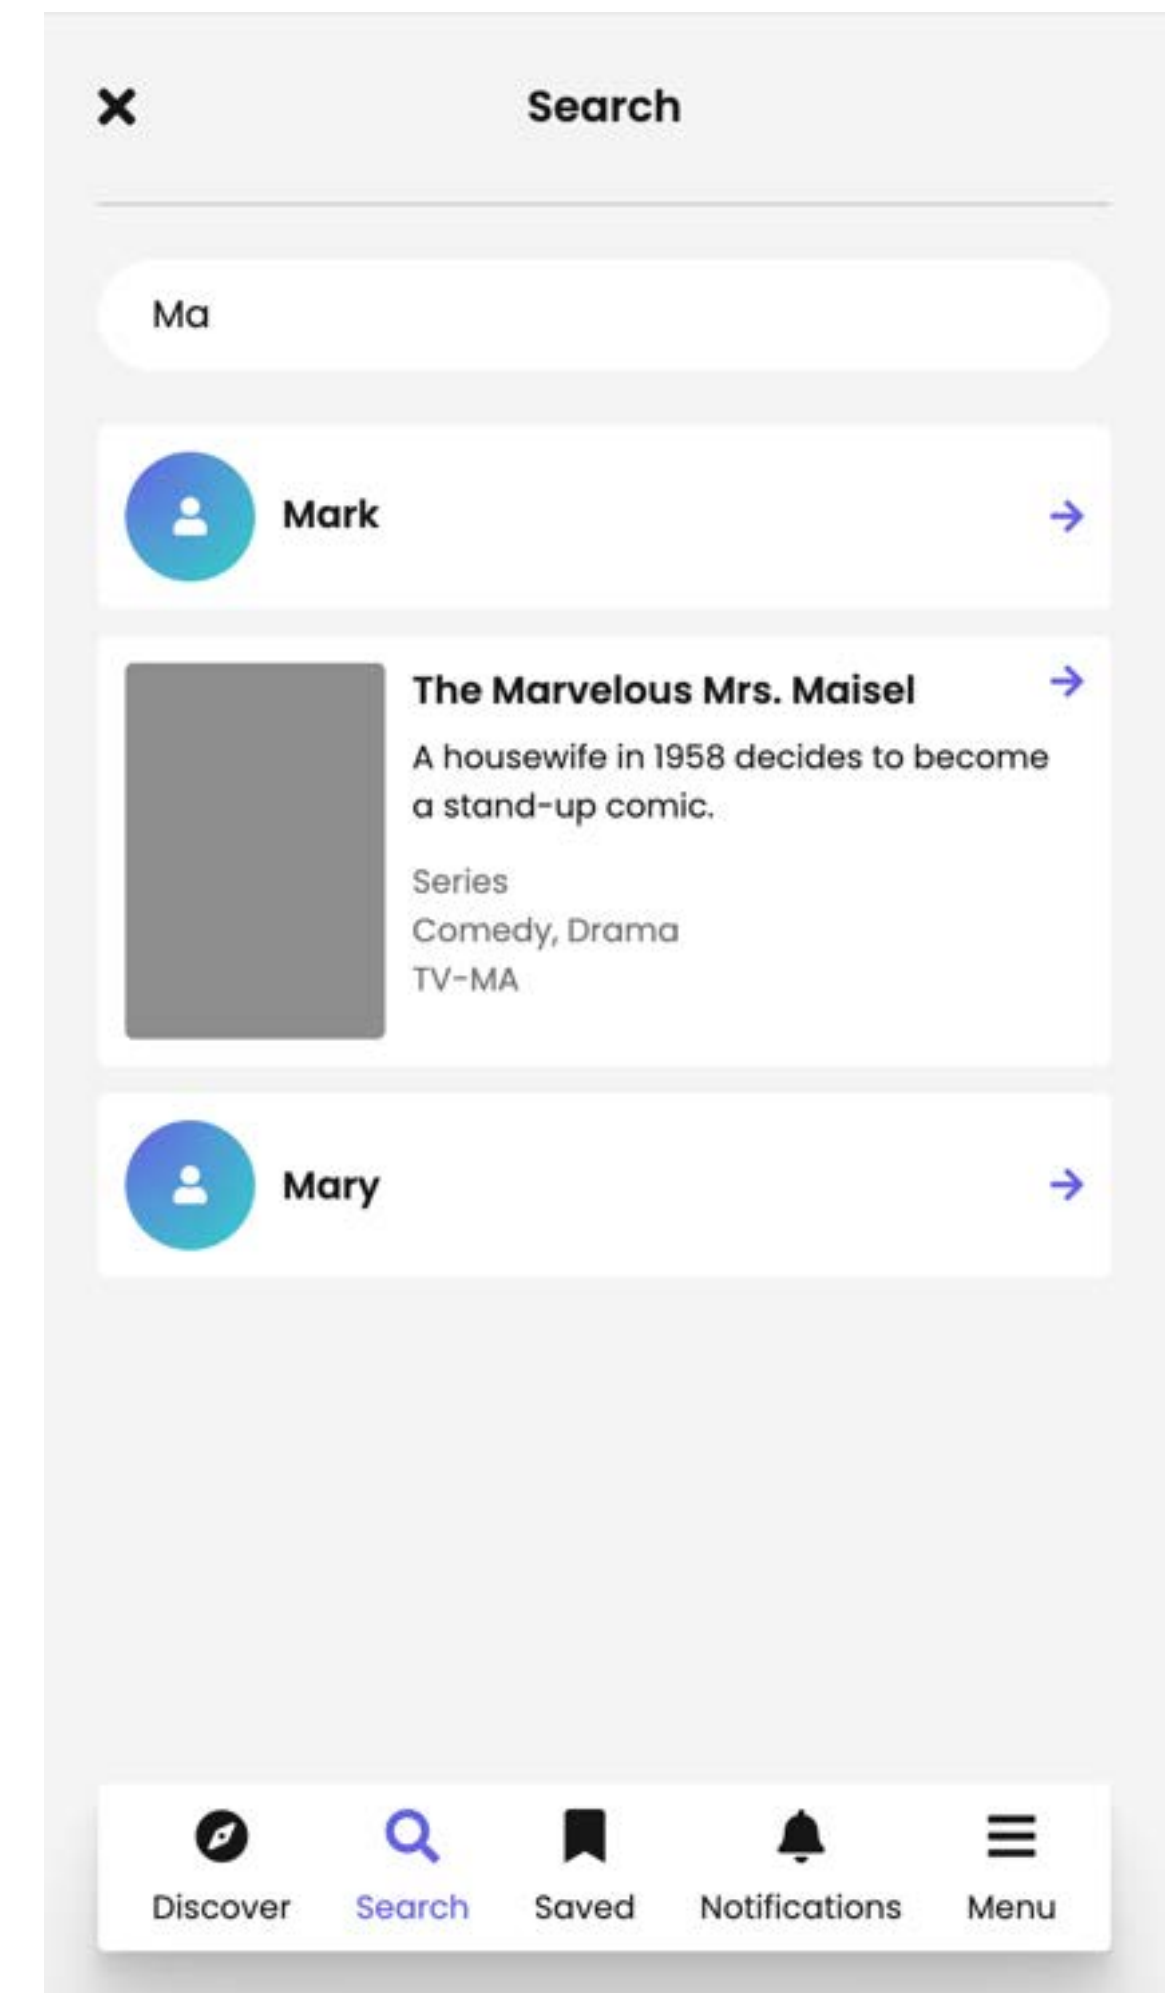 Search
Ma
Mark
The Marvelous Mrs. Maisel
A housewife in 1958 decides to become
a stand-up comic.
Series
Comedy, Drama
TV-MA
Mary
Discover Search Saved Notifications Menu